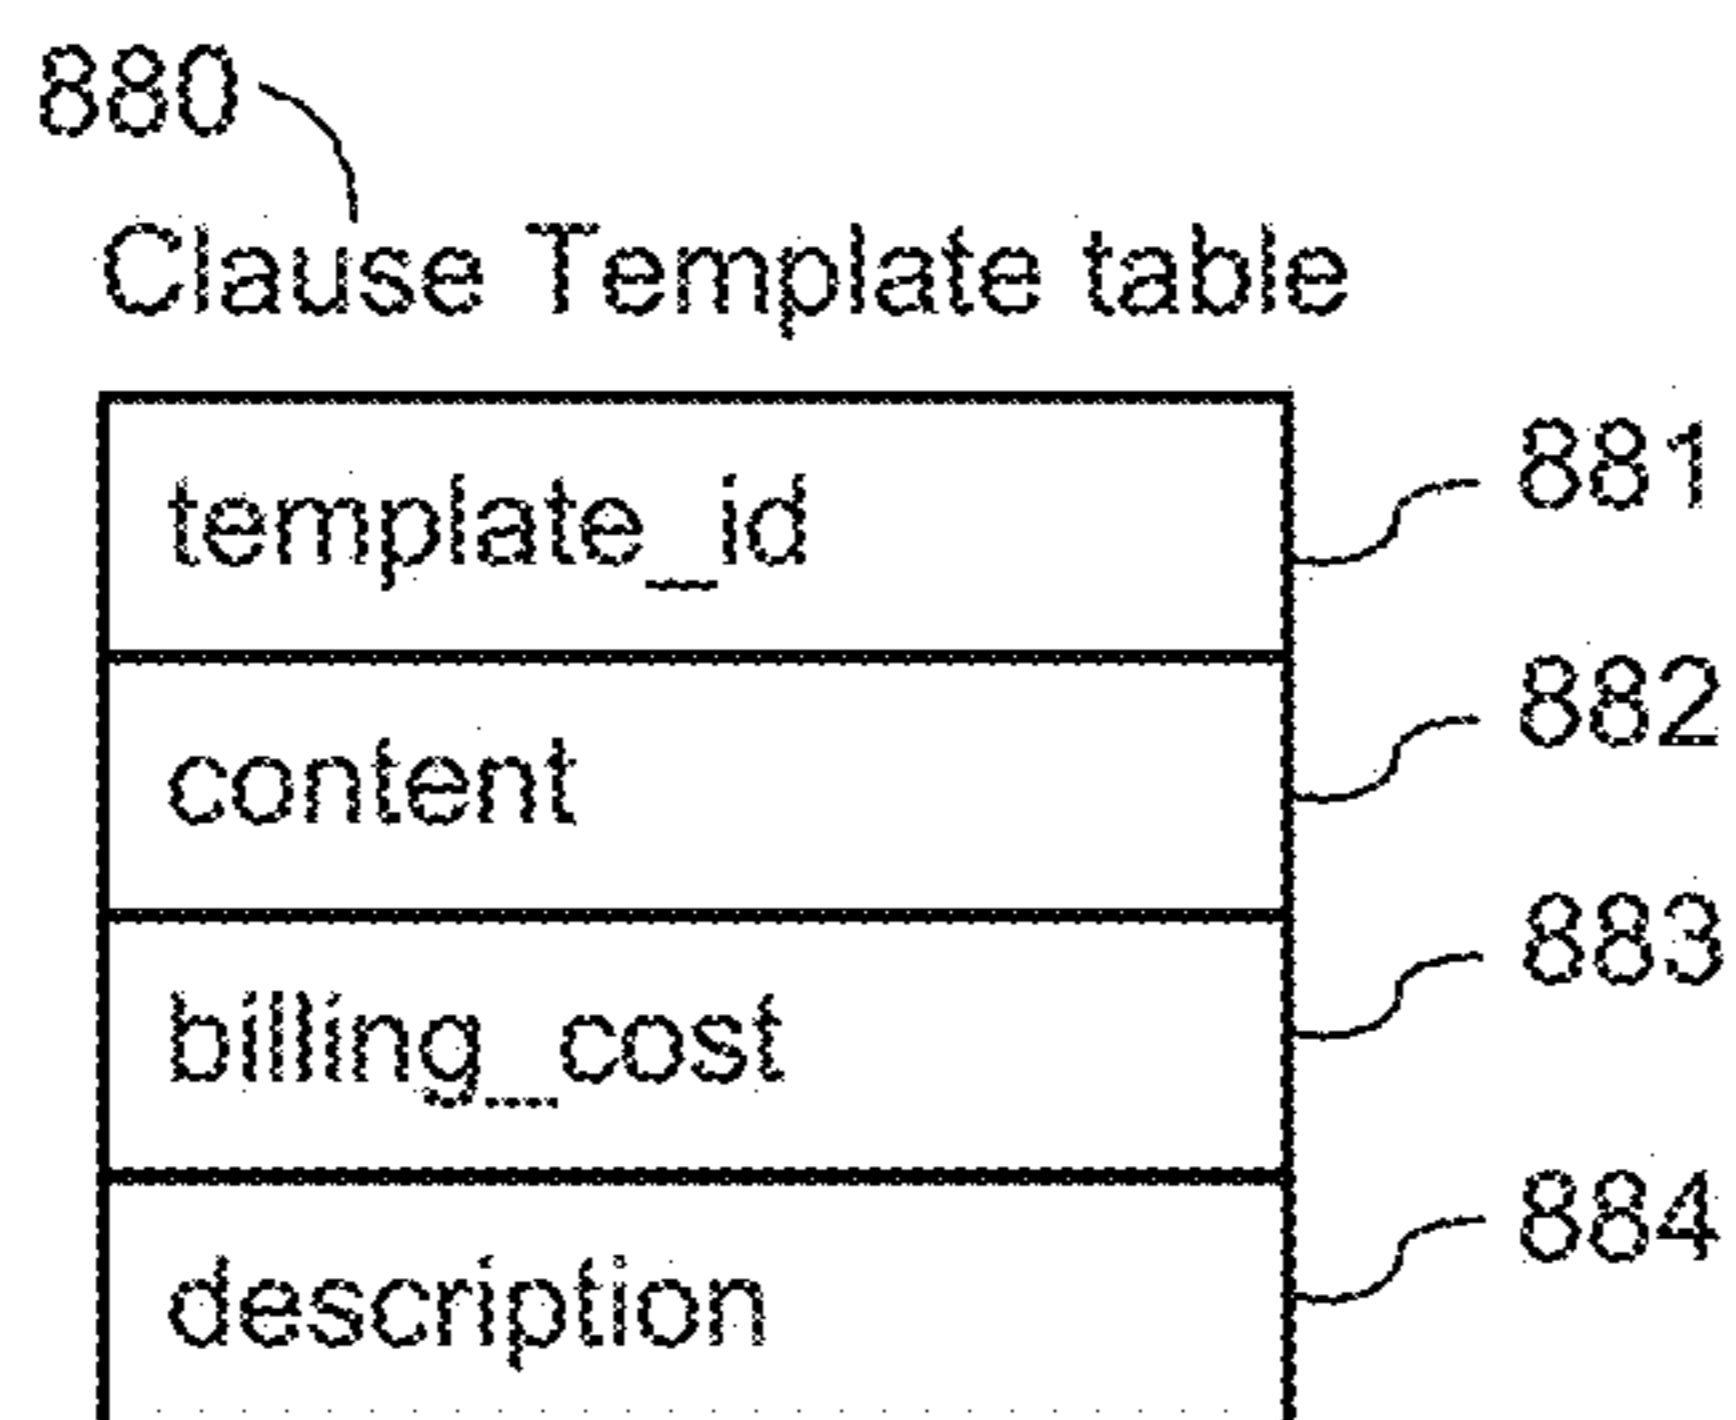 880
Clause Template table
template_id 881
content 882
billing_cost 883
description 884